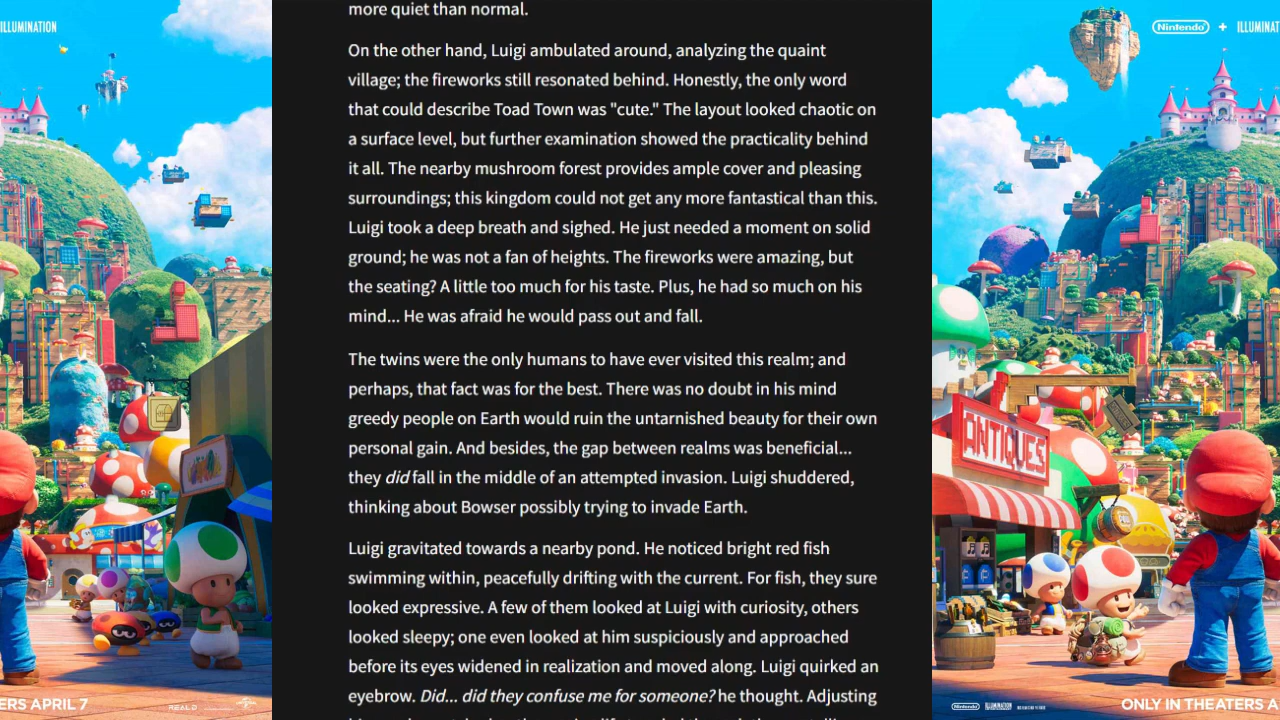 ILLUMINATION
more quiet than normal.
On the other hand, Luigi ambulated around, analyzing the quaint
village; the fireworks still resonated behind. Honestly, the only word
that could describe Toad Town was "cute." The layout looked chaotic on
a surface level, but further examination showed the practicality behind
it all. The nearby mushroom forest provides ample cover and pleasing
surroundings; this kingdom could not get any more fantastical than this.
Luigi took a deep breath and sighed. He just needed a moment on solid
ground; he was not a fan of heights. The fireworks were amazing, but
the seating? A little too much for his taste. Plus, he had so much on his
mind... He was afraid he would pass out and fall.
The twins were the only humans to have ever visited this realm; and
perhaps, that fact was for the best. There was no doubt in his mind
greedy people on Earth would ruin the untarnished beauty for their own
personal gain. And besides, the gap between realms was beneficial...
they did fall in the middle of an attempted invasion. Luigi shuddered,
thinking about Bowser possibly trying to invade Earth.
Luigi gravitated towards a nearby pond. He noticed bright red fish
swimming within, peacefully drifting with the current. For fish, they sure
looked expressive. A few of them looked at Luigi with curiosity, others
looked sleepy; one even looked at him suspiciously and approached
before its eyes widened in realization and moved along. Luigi quirked an
eyebrow. Did... did they confuse me for someone? he thought. Adjusting
ERS APRIL 7
REALD
Nintendo + ILLUMINAT
ANTIQUES
ONLY IN THEATERS A
Nintendo
ILLUMINATION